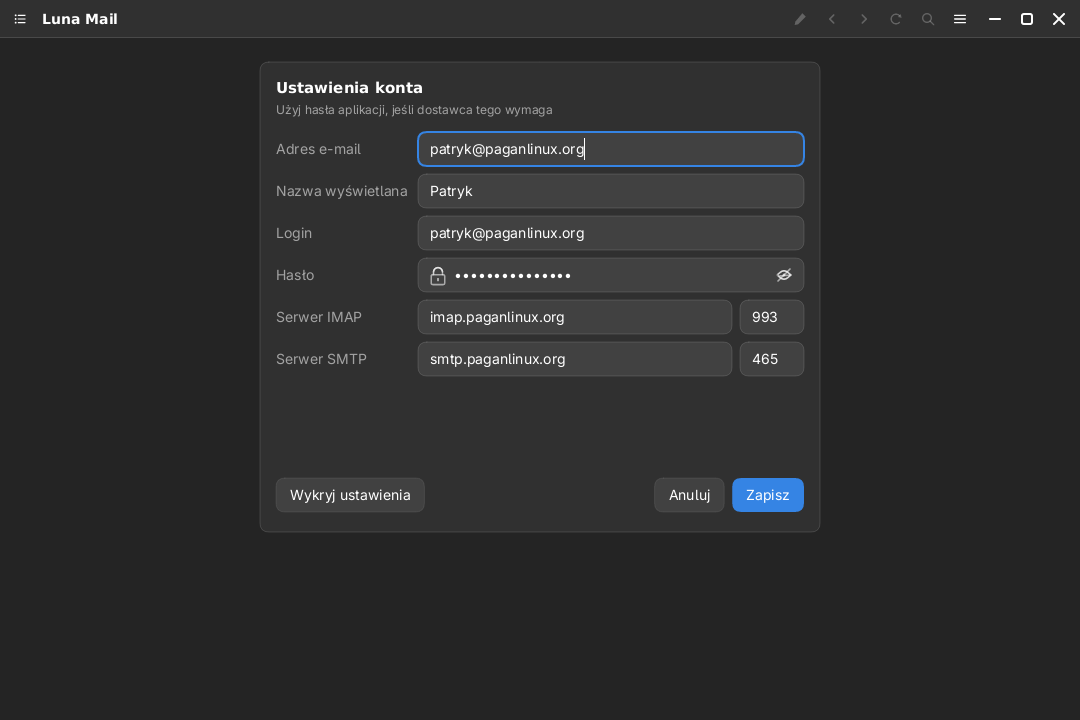 Luna Mail
Ustawienia konta
Użyj hasła aplikacji, jeśli dostawca tego wymaga
Adres e-mail patryk@paganlinux.org
Nazwa wyświetlana Patryk
Login patryk@paganlinux.org
Hasło •••••••••••••••
Serwer IMAP imap.paganlinux.org 993
Serwer SMTP smtp.paganlinux.org 465
Wykryj ustawienia Anuluj Zapisz